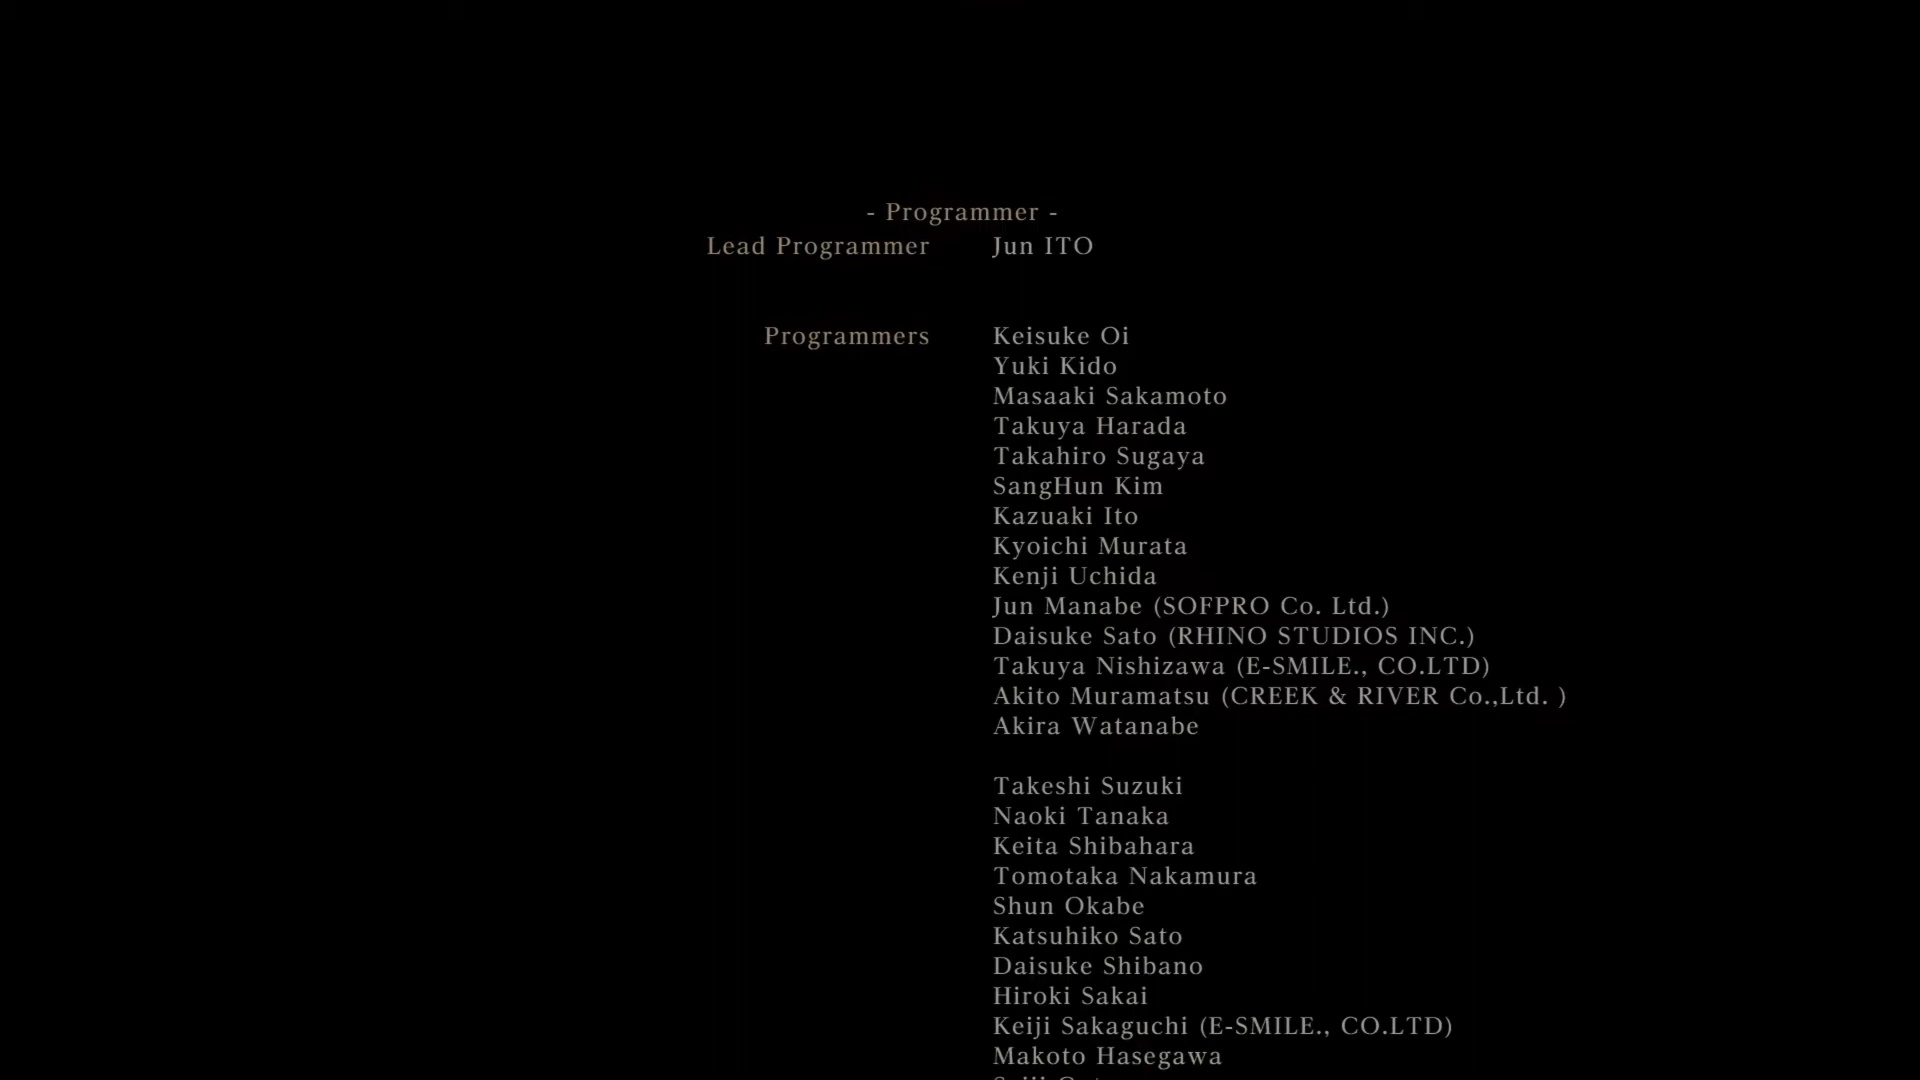 - Programmer -
Lead Programmer Jun ITO
Programmers Keisuke Oi
Yuki Kido
Masaaki Sakamoto
Takuya Harada
Takahiro Sugaya
SangHun Kim
Kazuaki Ito
Kyoichi Murata
Kenji Uchida
Jun Manabe (SOFPRO Co. Ltd.)
Daisuke Sato (RHINO STUDIOS INC.)
Takuya Nishizawa (E-SMILE., CO.LTD)
Akito Muramatsu (CREEK & RIVER Co.,Ltd. )
Akira Watanabe
Takeshi Suzuki
Naoki Tanaka
Keita Shibahara
Tomotaka Nakamura
Shun Okabe
Katsuhiko Sato
Daisuke Shibano
Hiroki Sakai
Keiji Sakaguchi (E-SMILE., CO.LTD)
Makoto Hasegawa